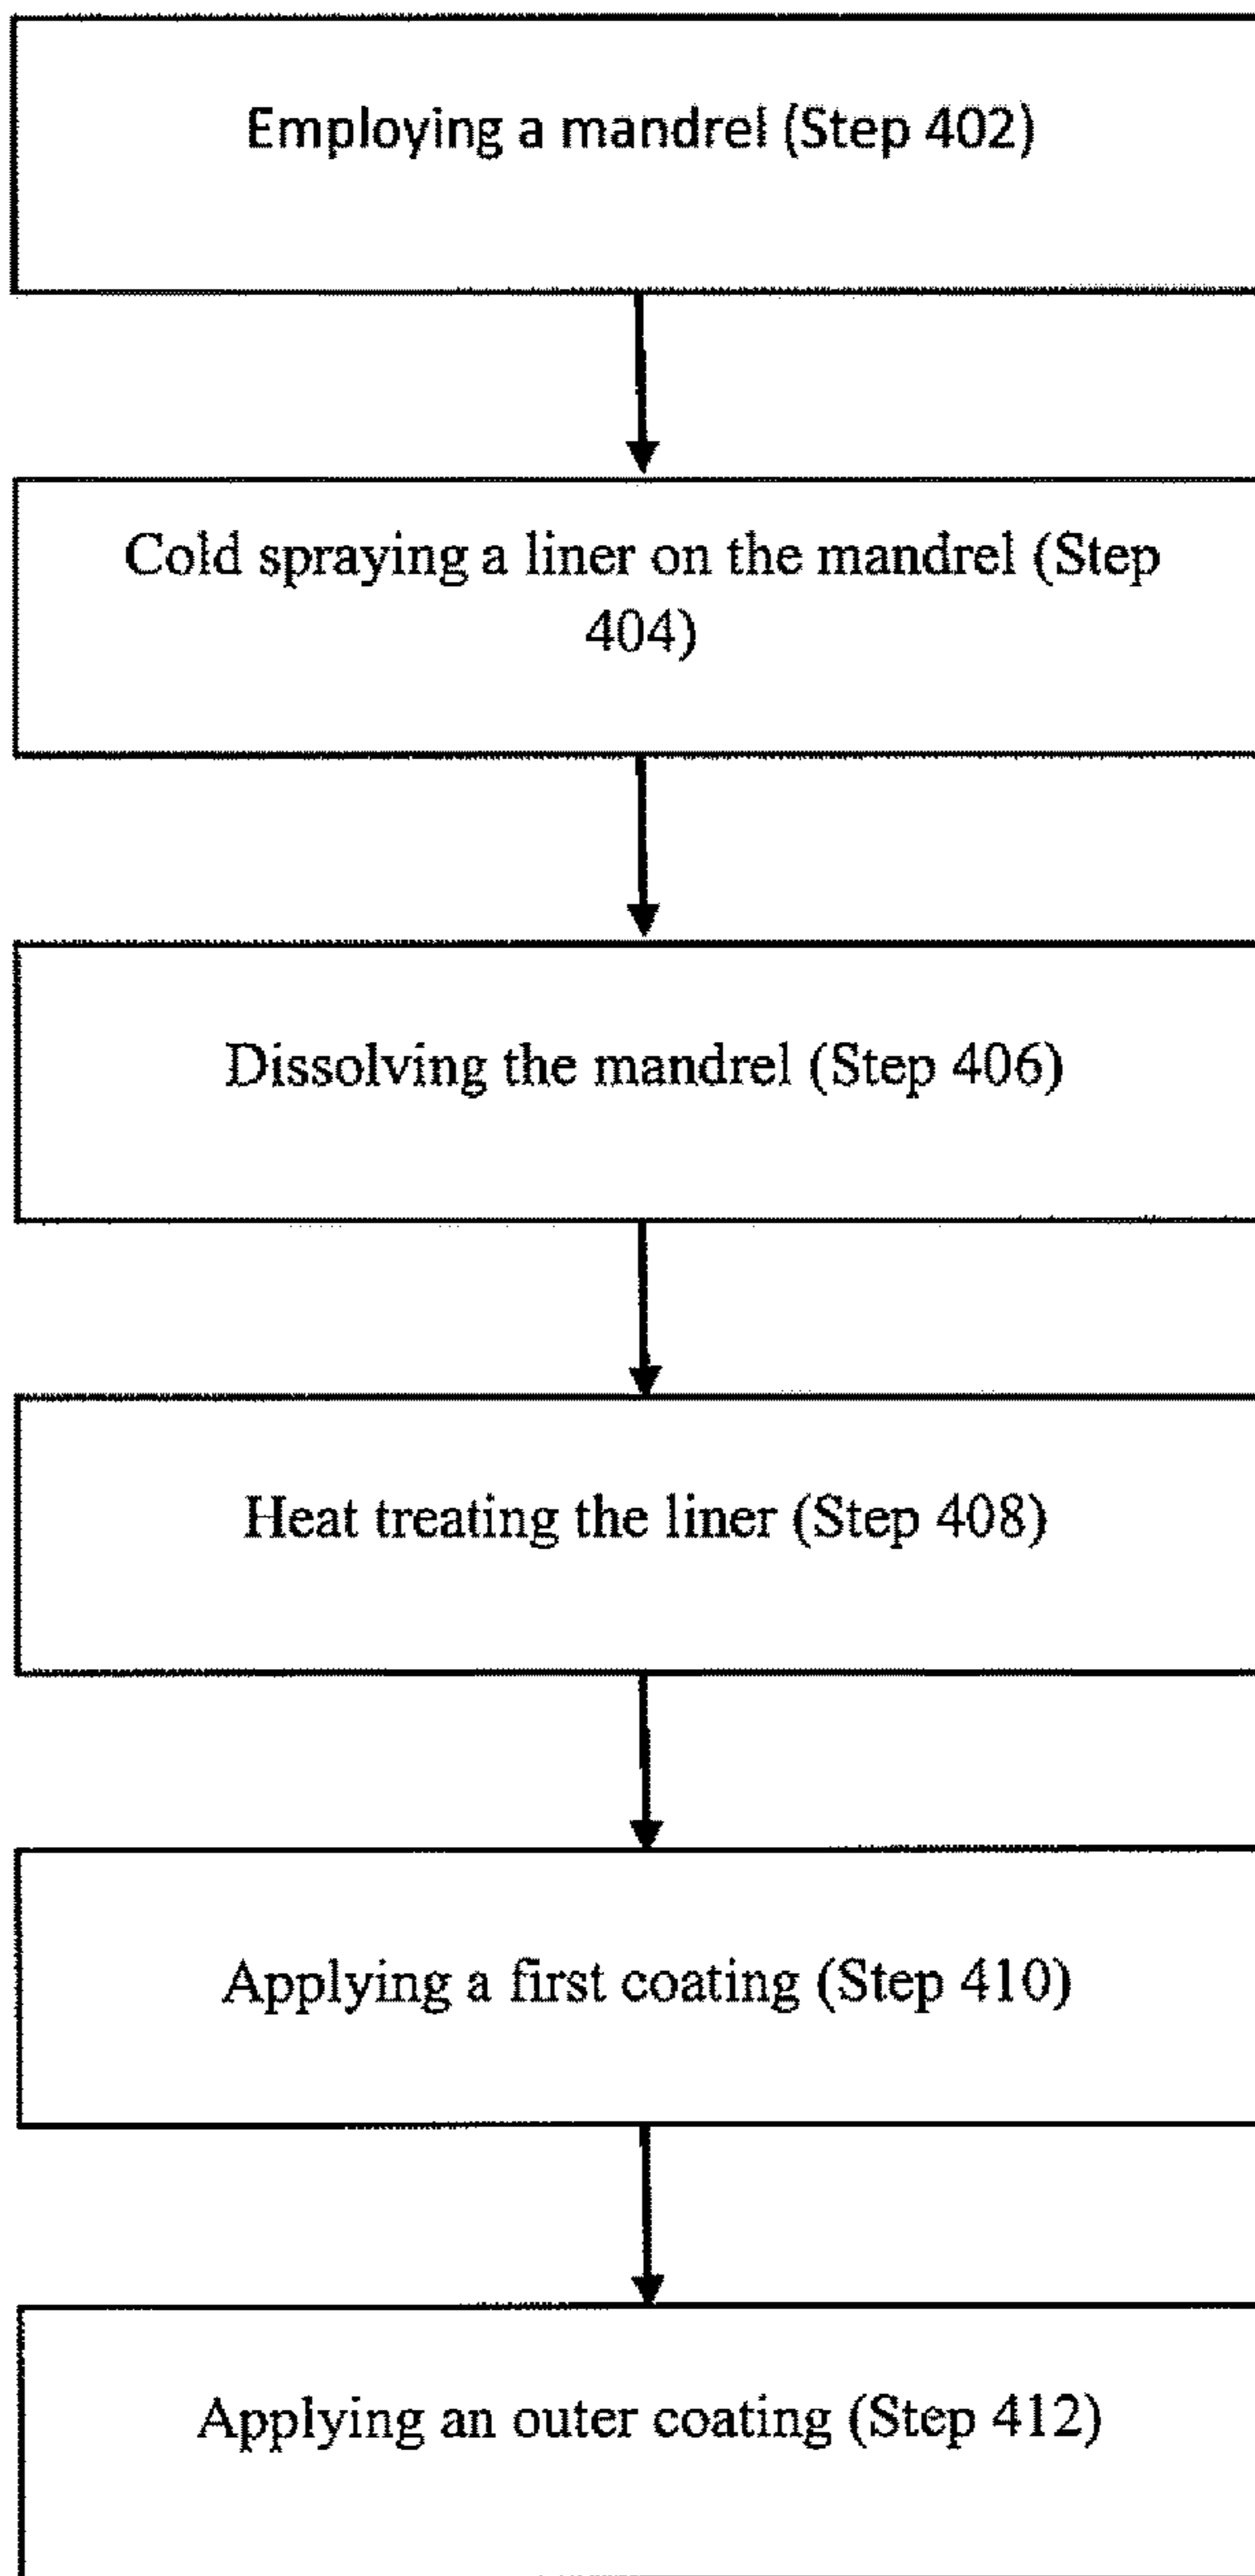 Employing a mandrel (Step 402)
Cold spraying a liner on the mandrel (Step
404)
Dissolving the mandrel (Step 406)
Heat treating the liner (Step 408)
Applying a first coating (Step 410)
Applying an outer coating (Step 412)